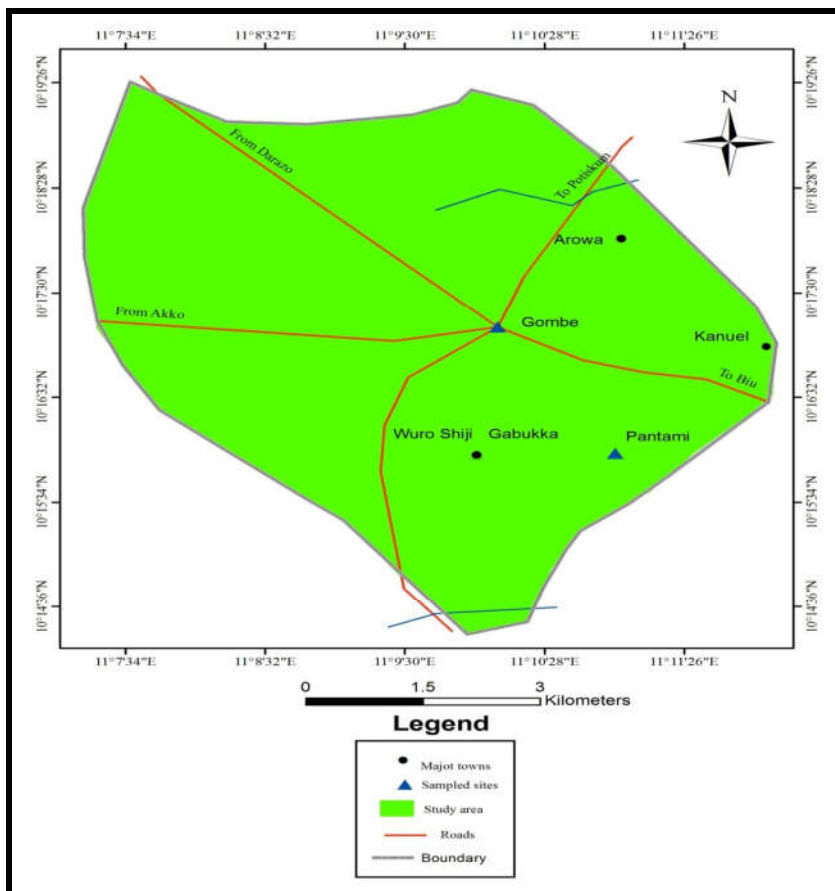 11°7'34"E 11°8'32"E 11°9'30"E 11°10'28"E 11°11'26"E
10°19'26"N 10°19'26"N
N
From Darazo
To Potiskum
10°18'28"N 10°18'28"N
Arowa
10°17'30"N 10°17'30"N
From Akko
Gombe
Kanuel
To Biu
10°16'32"N 10°16'32"N
Wuro Shiji Gabukka Pantami
10°15'34"N 10°15'34"N
10°14'36"N 10°14'36"N
11°7'34"E 11°8'32"E 11°9'30"E 11°10'28"E 11°11'26"E
0 1.5 3
Kilometers
Legend
Majot towns
Sampled sites
Study area
Roads
Boundary